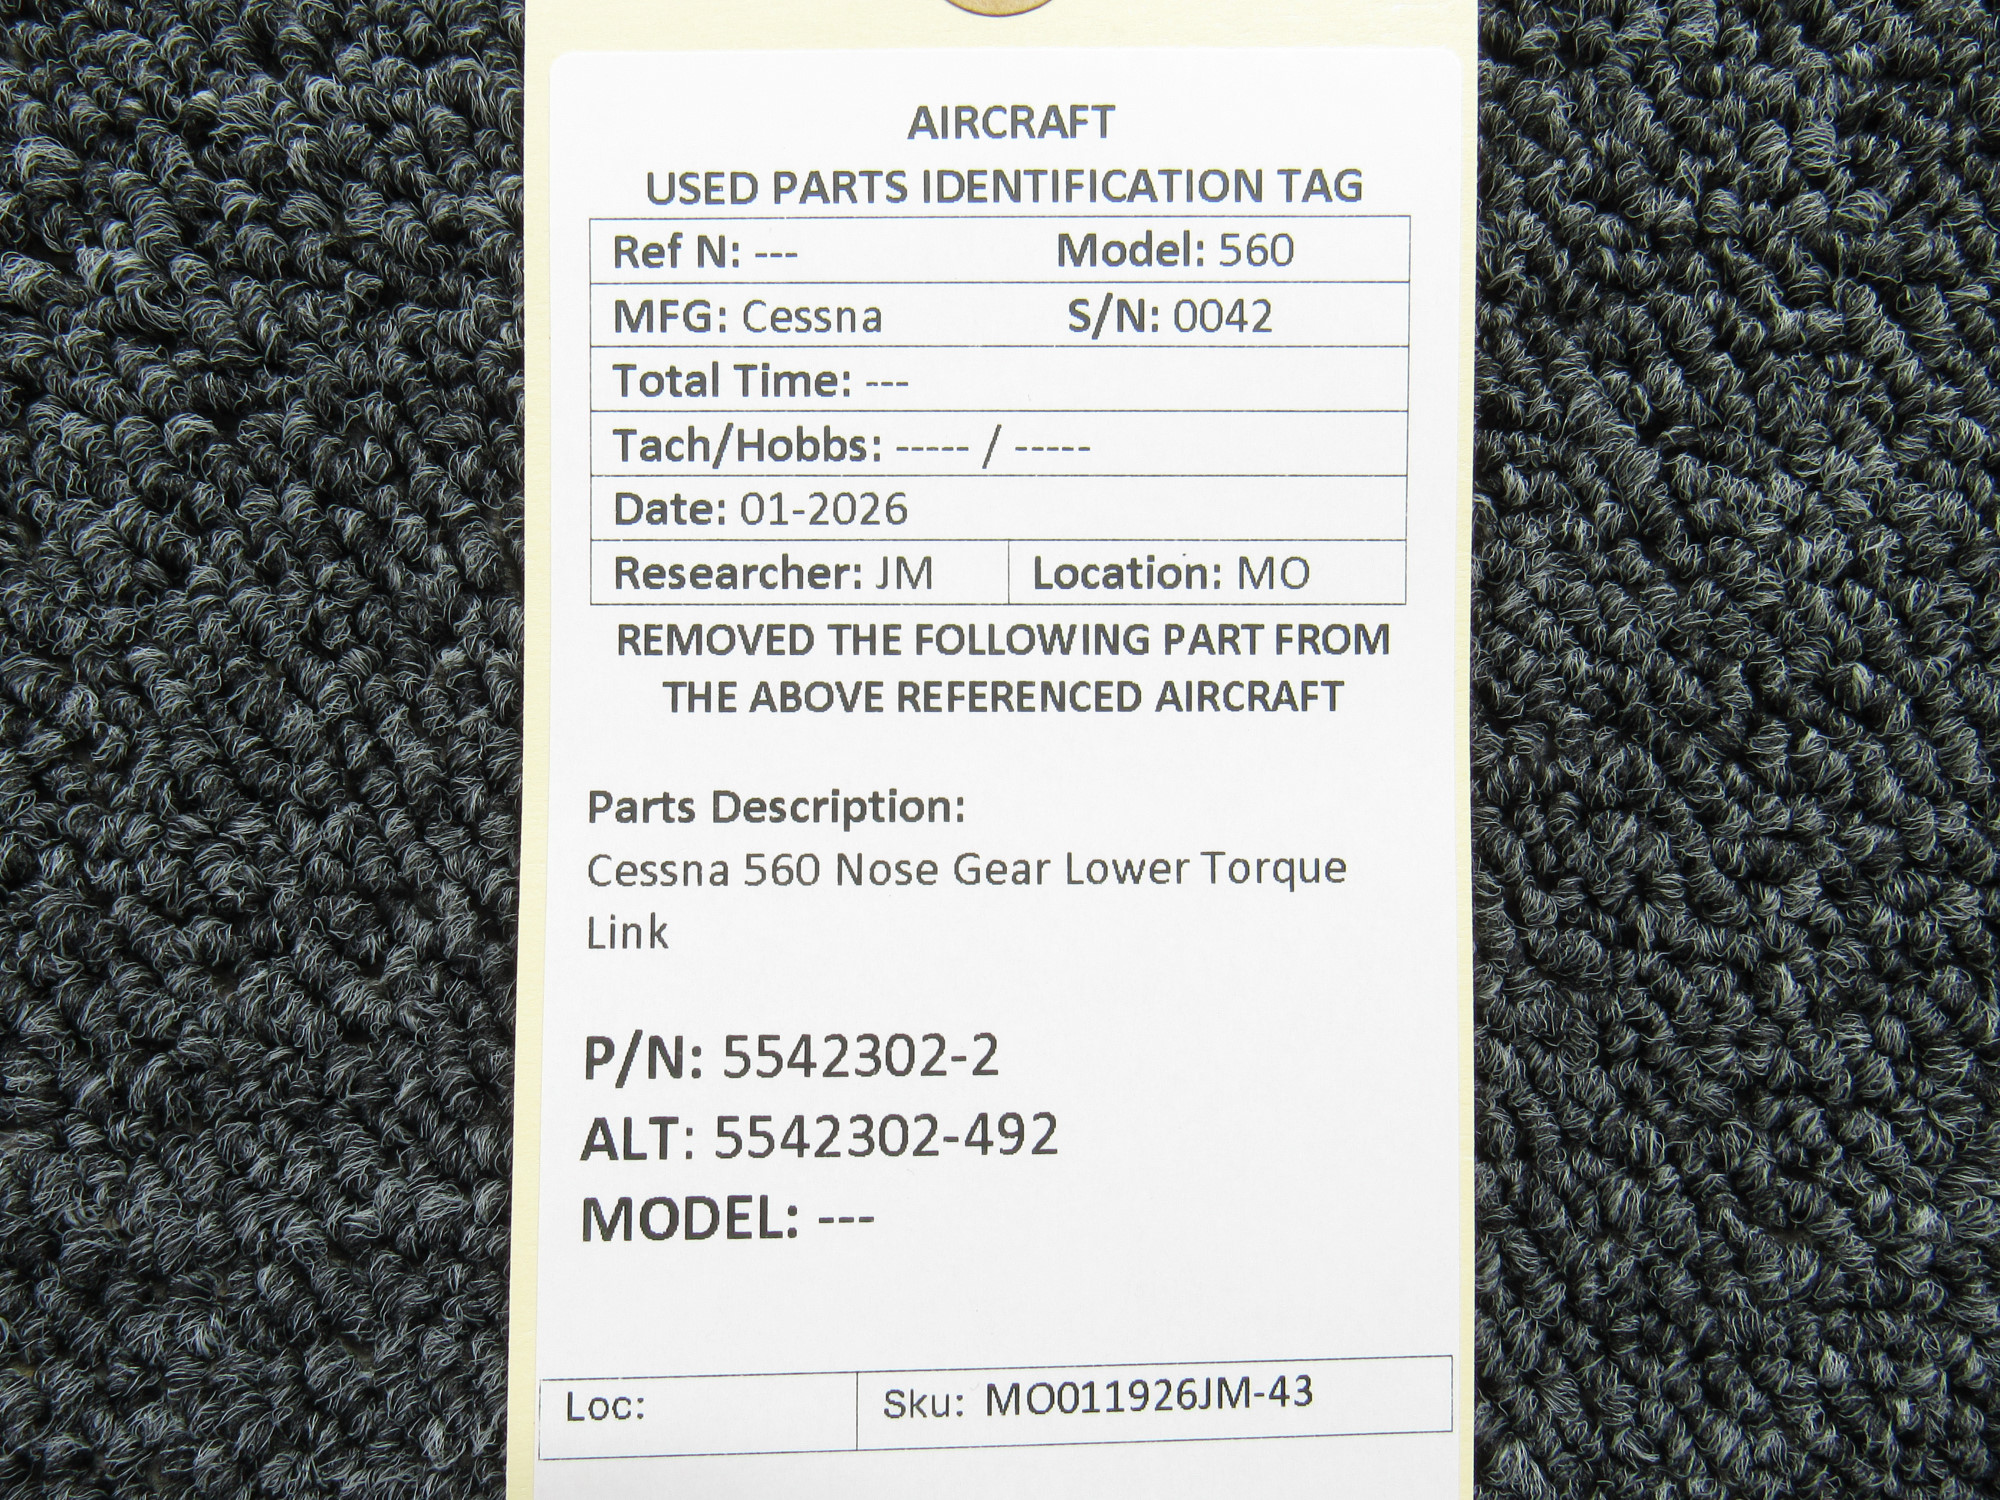 AIRCRAFT
USED PARTS IDENTIFICATION TAG
Ref N: --- Model: 560
MFG: Cessna S/N: 0042
Total Time: ---
Tach/Hobbs: ----- / -----
Date: 01-2026
Researcher: JM Location: MO
REMOVED THE FOLLOWING PART FROM
THE ABOVE REFERENCED AIRCRAFT
Parts Description:
Cessna 560 Nose Gear Lower Torque
Link
P/N: 5542302-2
ALT: 5542302-492
MODEL: ---
Loc: Sku: MO011926JM-43